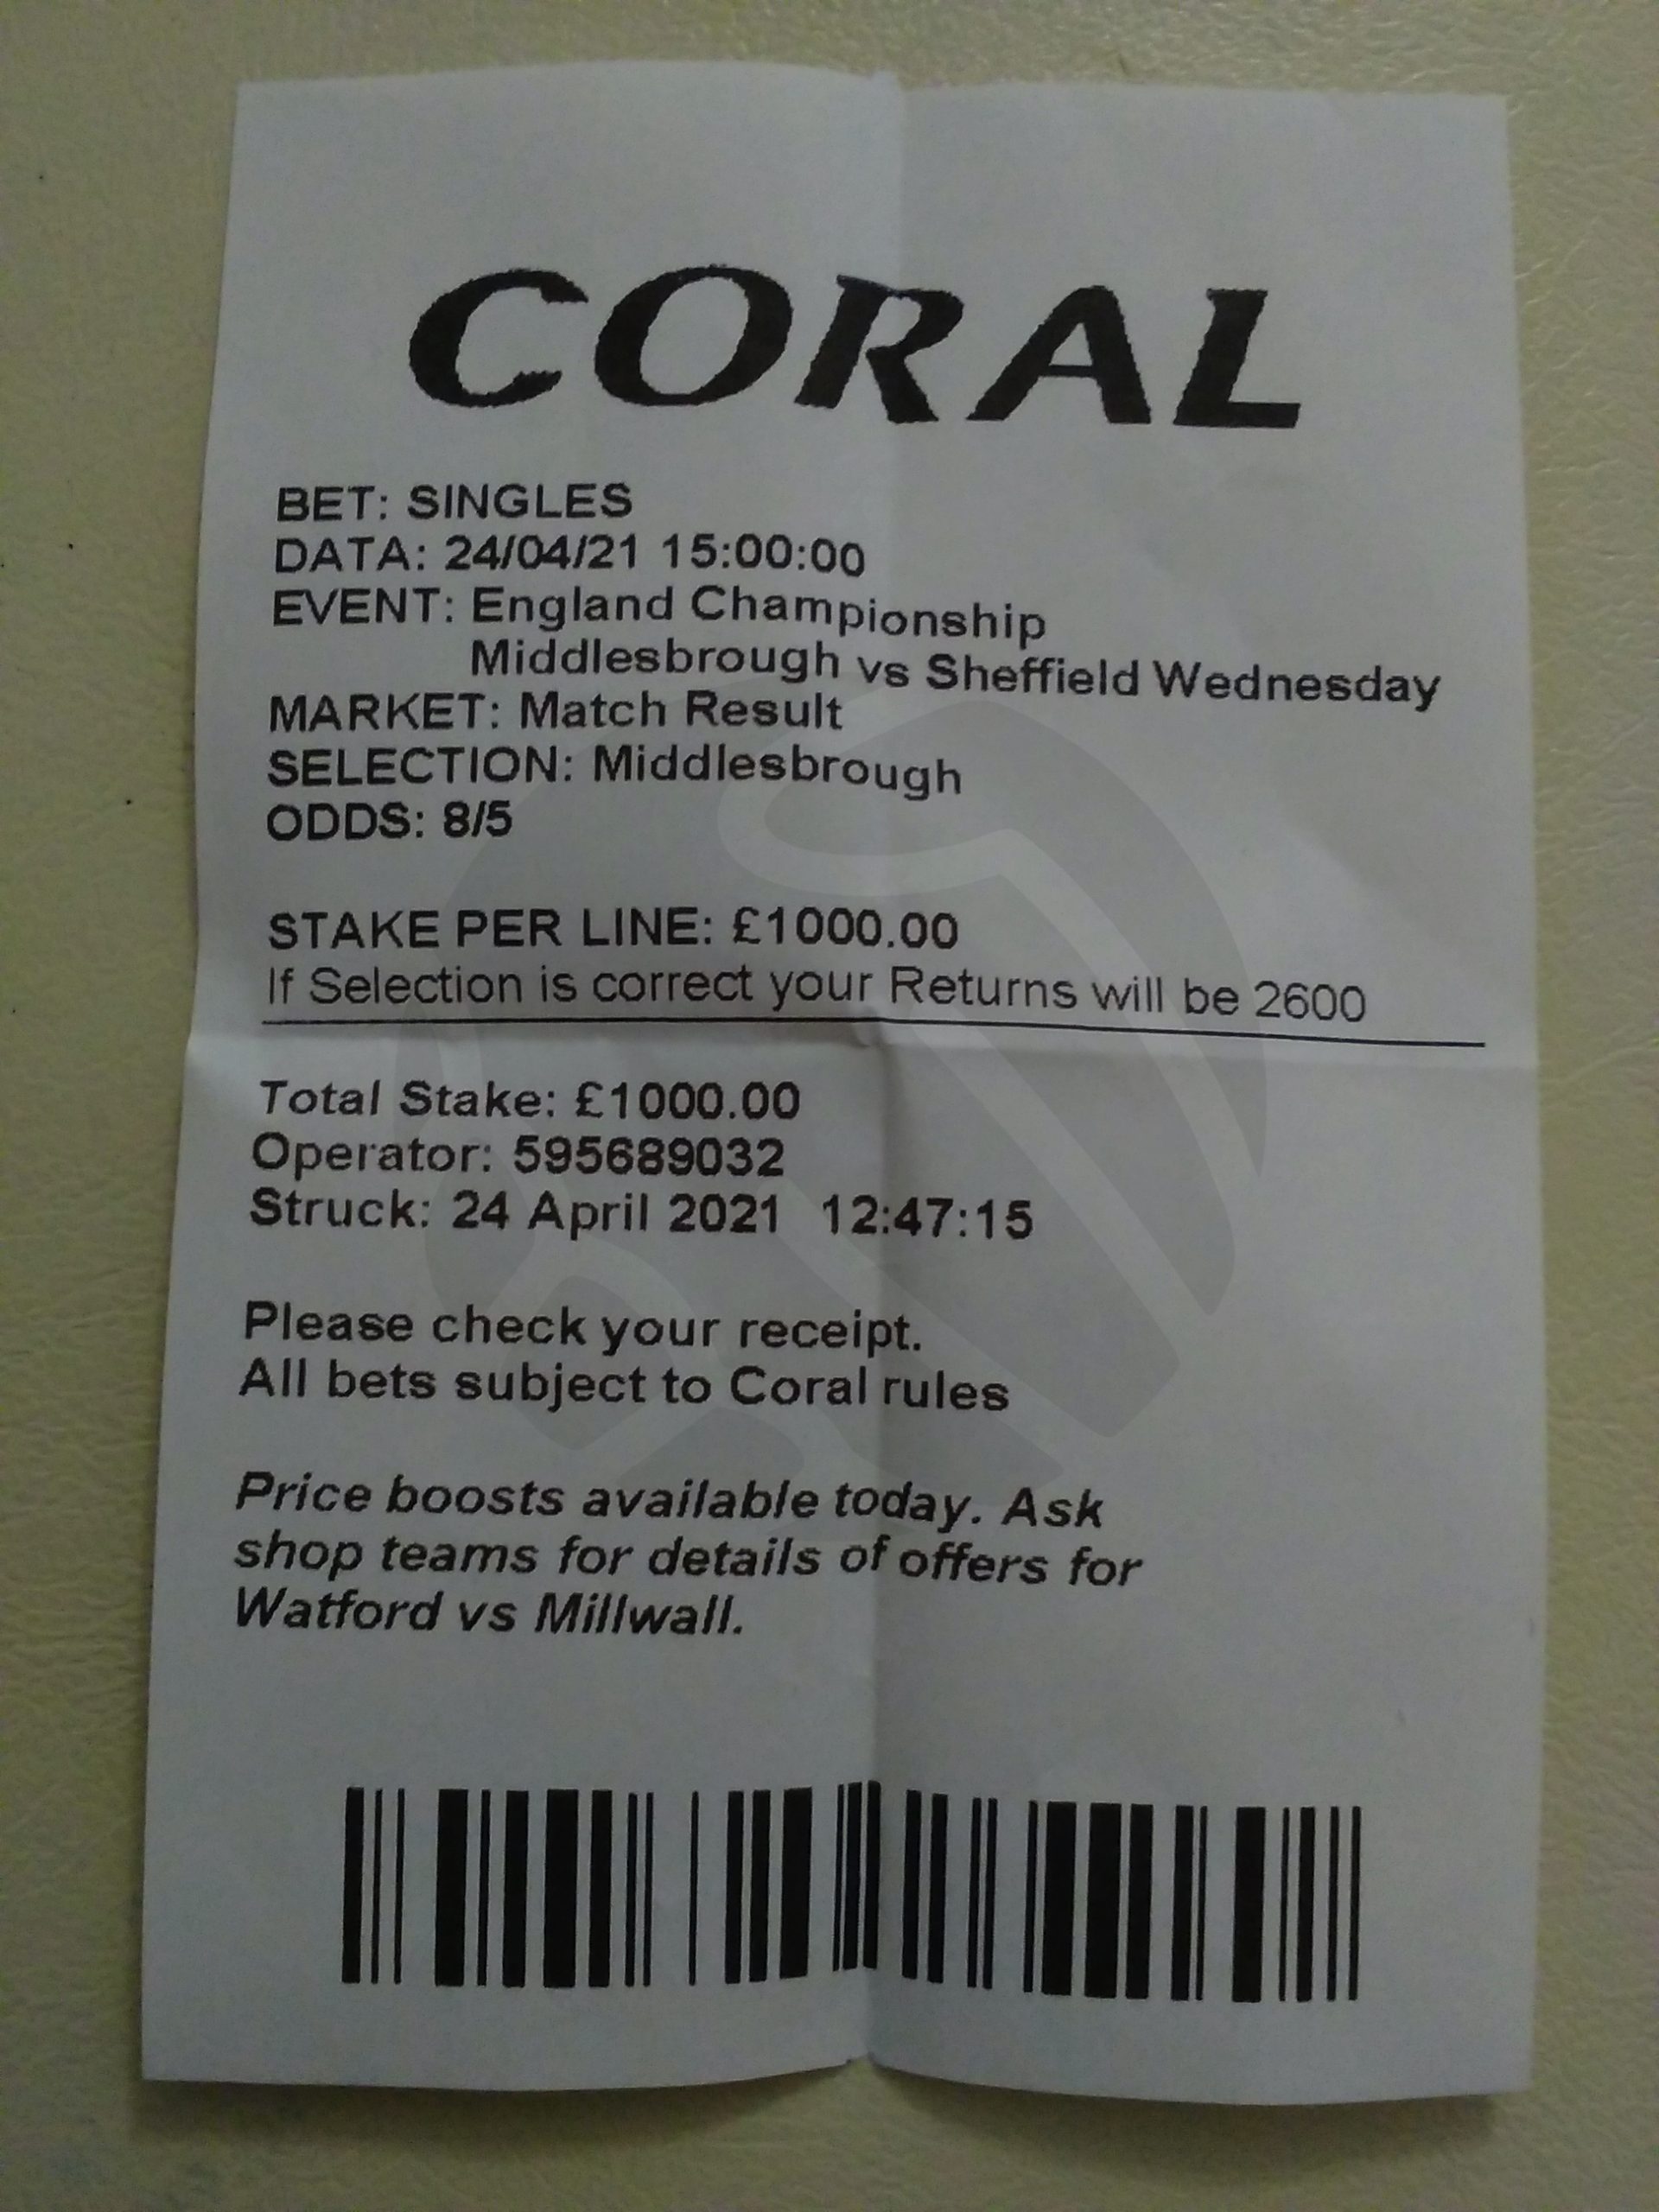 CORAL
BET: SINGLES
DATA: 24/04/21 15:00:00
EVENT: England Championship
Middlesbrough vs Sheffield Wednesday
MARKET: Match Result
SELECTION: Middlesbrough
ODDS: 8/5
STAKE PER LINE: £1000.00
If Selection is correct your Returns will be 2600
Total Stake: £1000.00
Operator: 595689032
Struck: 24 April 2021 12:47:15
Please check your receipt.
All bets subject to Coral rules
Price boosts available today. Ask
shop teams for details of offers for
Watford vs Millwall.